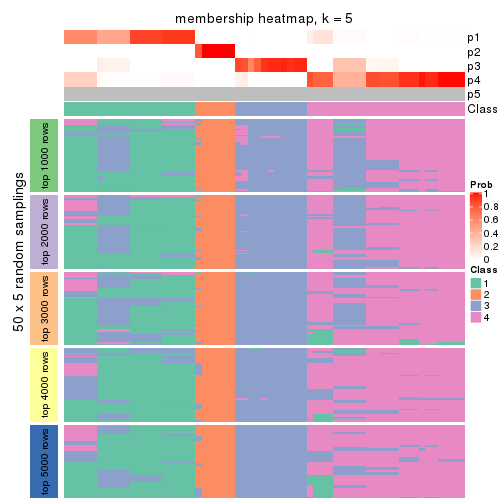 membership heatmap, k = 5
p1
p2
p3
p4
p5
Class
50 x 5 random samplings
top 1000 rows
top 2000 rows
top 3000 rows
top 4000 rows
top 5000 rows
Prob
1
0.8
0.6
0.4
0.2
0
Class
1
2
3
4